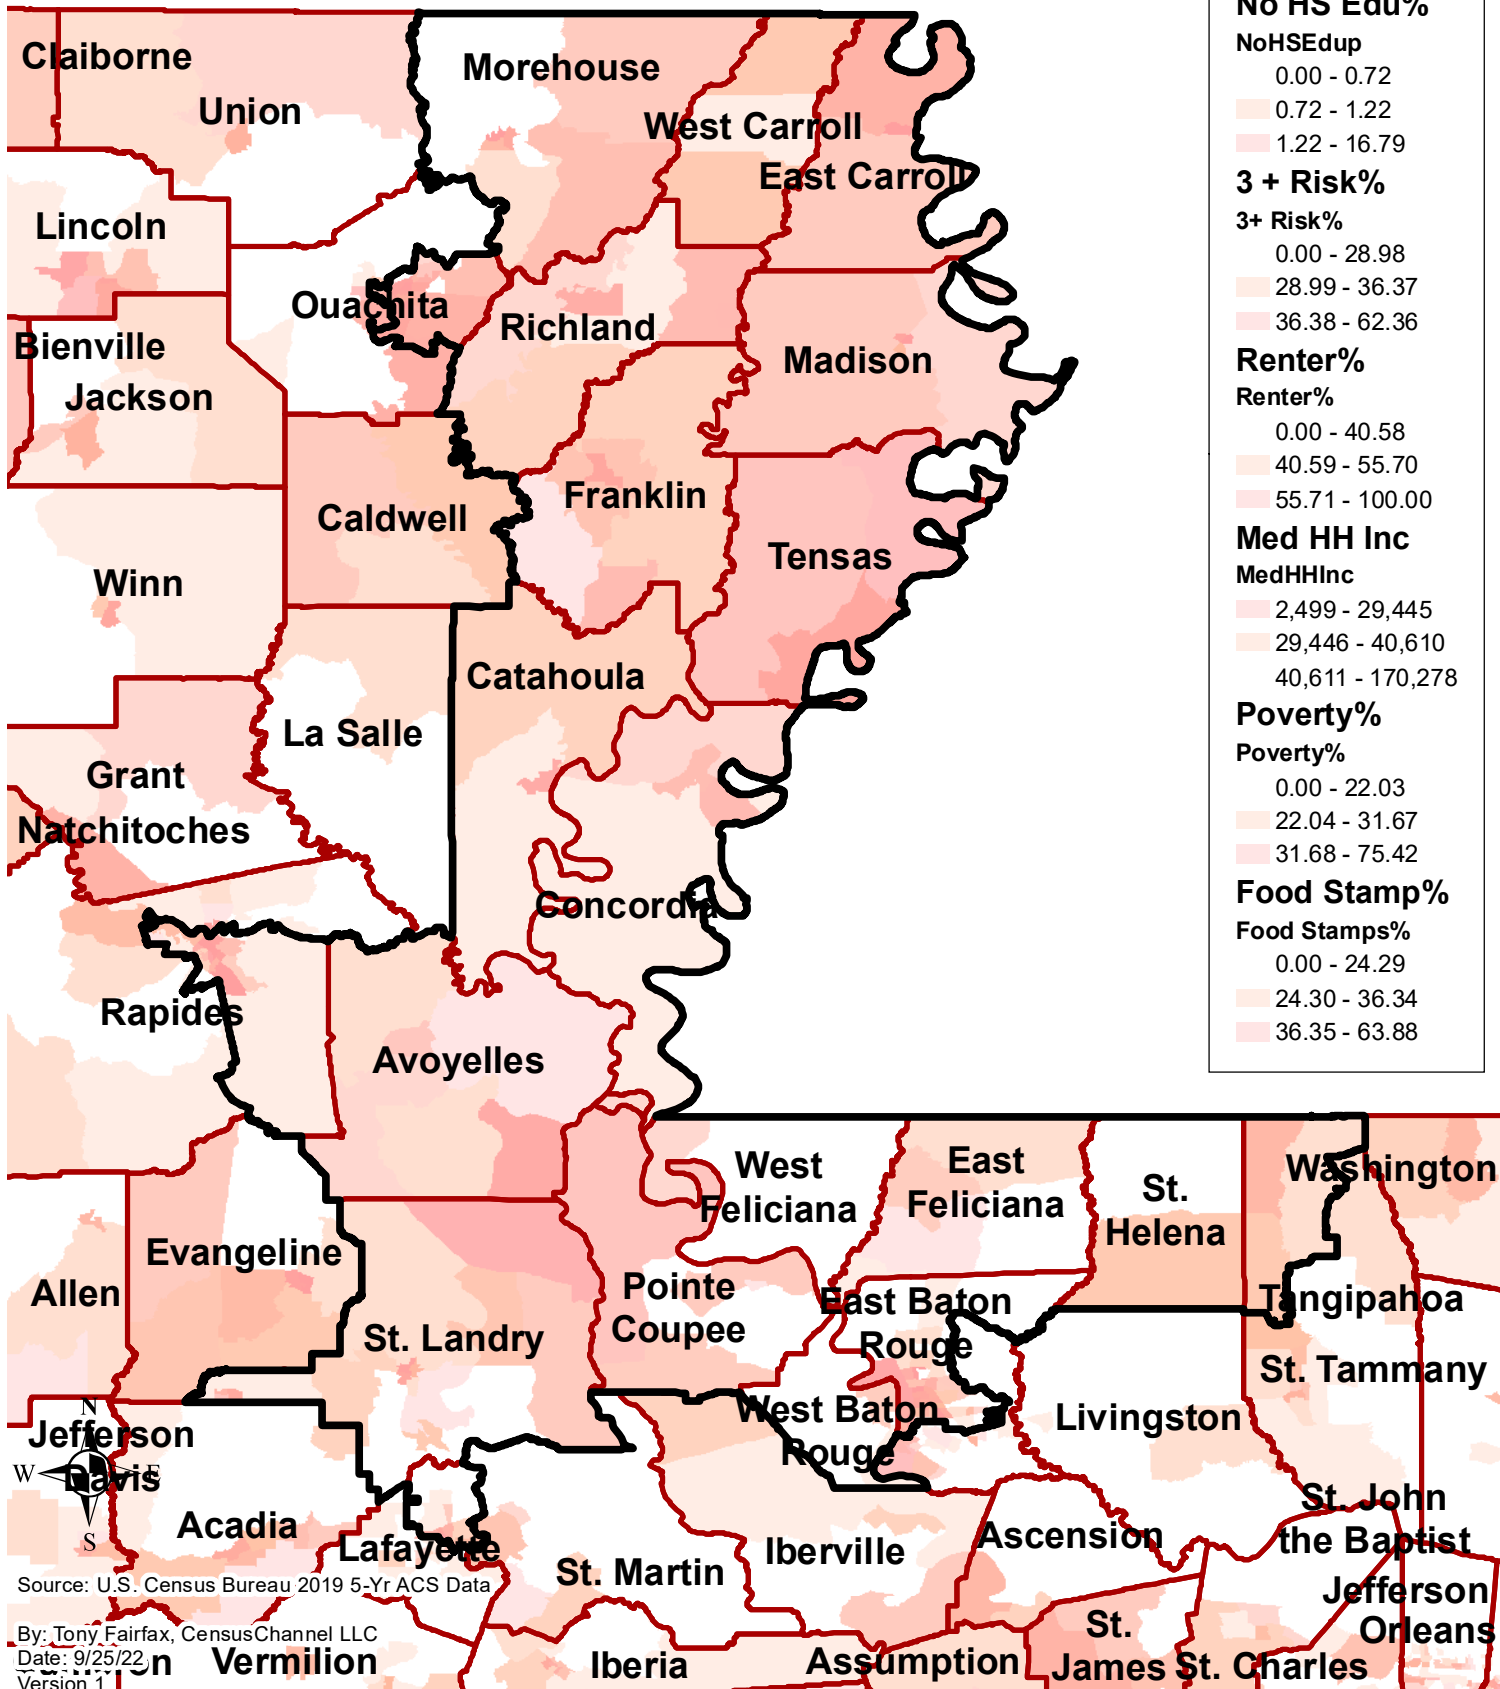 No HS Edu%
NoHSEdup
0.00 - 0.72
0.72 - 1.22
1.22 - 16.79
3 + Risk%
3+ Risk%
0.00 - 28.98
28.99 - 36.37
36.38 - 62.36
Renter%
Renter%
0.00 - 40.58
40.59 - 55.70
55.71 - 100.00
Med HH Inc
MedHHInc
2,499 - 29,445
29,446 - 40,610
40,611 - 170,278
Poverty%
Poverty%
0.00 - 22.03
22.04 - 31.67
31.68 - 75.42
Food Stamp%
Food Stamps%
0.00 - 24.29
24.30 - 36.34
36.35 - 63.88
Claiborne
Union
Morehouse
West Carroll
East Carroll
Lincoln
Ouachita
Richland
Madison
Bienville
Jackson
Caldwell
Franklin
Tensas
Winn
Catahoula
La Salle
Grant
Natchitoches
Concordia
Rapides
Avoyelles
West
Feliciana
East
Feliciana
St.
Helena
Washington
Evangeline
Allen
Pointe
Coupee
East Baton
Rouge
Tangipahoa
St. Landry
St. Tammany
West Baton
Rouge
Livingston
Jefferson
Davis
N
W
E
S
Acadia
Lafayette
St. Martin
Iberville
Ascension
St. John
the Baptist
Jefferson
Orleans
St.
James
St. Charles
Assumption
Iberia
Vermilion
Source: U.S. Census Bureau 2019 5-Yr ACS Data
By: Tony Fairfax, CensusChannel LLC
Date: 9/25/22
Version 1